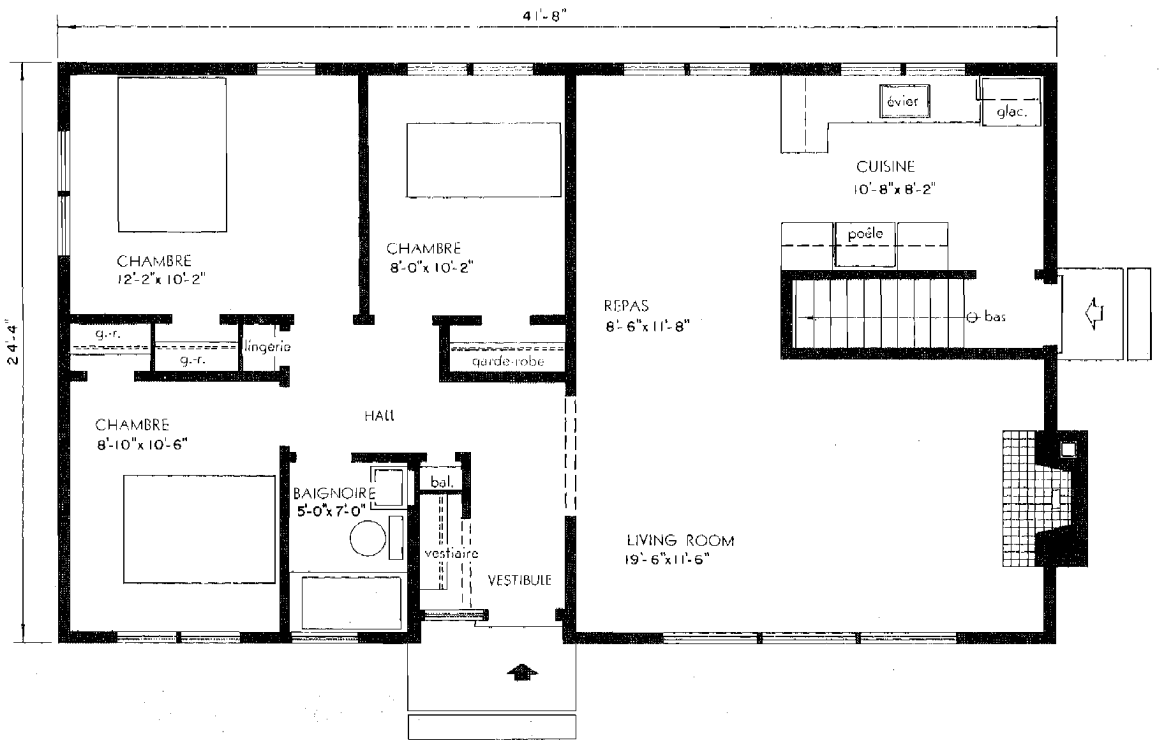 41'-8"
évier
glac.
CUISINE
10'-8"x 8'-2"
poêle
CHAMBRE
12'-2"x 10'-2"
CHAMBRE
8'-0"x 10'-2"
REPAS
8'-6"x 11'-8"
bas
24'-4"
g.-r.
g.-r.
lingerie
garde-robe
CHAMBRE
8'-10"x 10'-6"
HALL
bal.
BAIGNOIRE
5'-0"x 7'-0"
vestiaire
VESTIBULE
LIVING ROOM
19'-6"x 11'-6"